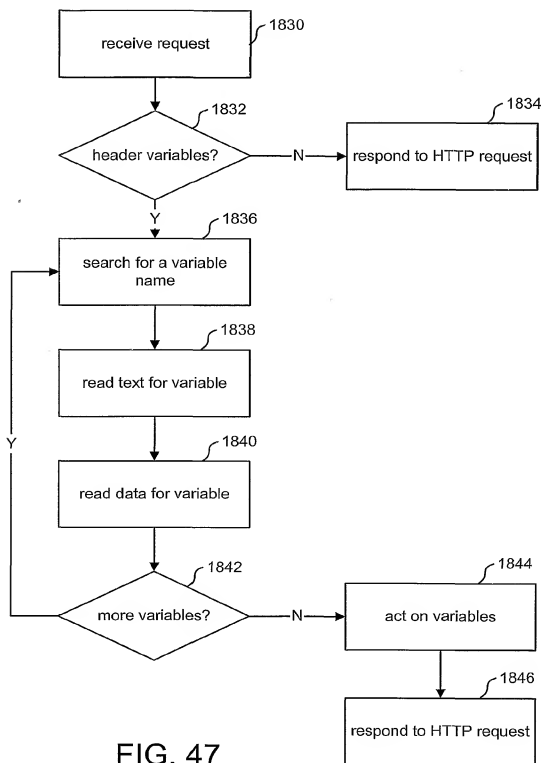 receive request
1830
header variables?
1832
N
respond to HTTP request
1834
Y
search for a variable
name
1836
read text for variable
1838
read data for variable
1840
Y
more variables?
1842
N
act on variables
1844
respond to HTTP request
1846
FIG. 47